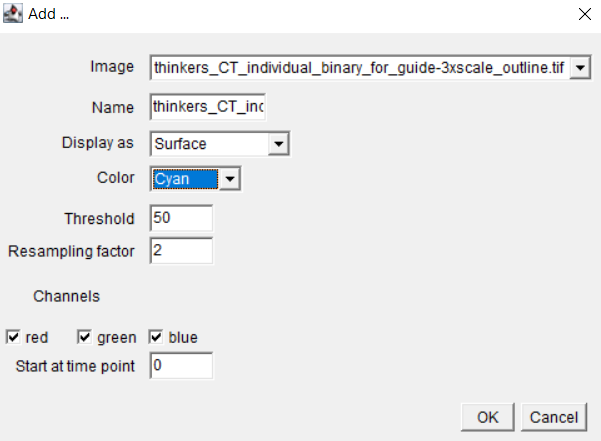 Add ...
Image thinkers_CT_individual_binary_for_guide-3xscale_outline.tif
Name thinkers_CT_inc
Display as Surface
Color Cyan
Threshold 50
Resampling factor 2
Channels
red green blue
Start at time point 0
OK Cancel